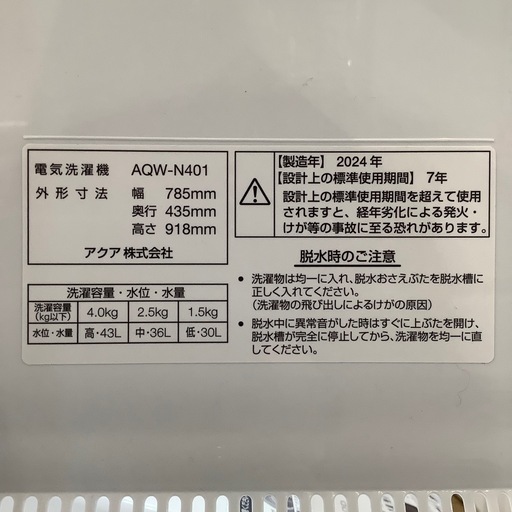 電気洗濯機 AQW-N401
外形寸法 幅 785mm
奥行 435mm
高さ 918mm
アクア株式会社
洗濯容量・水位・水量
洗濯容量(kg以下) 4.0kg 2.5kg 1.5kg
水位・水量 高・43L 中・36L 低・30L
【製造年】2024年
【設計上の標準使用期間】7年
設計上の標準使用期間を超えて使用
されますと、経年劣化による発火・
けが等の事故に至る恐れがあります。
脱水時のご注意
• 洗濯物は均一に入れ、脱水おさえぶたを脱水槽に
正しく入れてください。
(洗濯物の飛び出しによるけがの原因)
• 脱水中に異常音がした時はすぐに上ぶたを開け、
脱水槽が完全に停止してから、洗濯物を均一に直
してください。